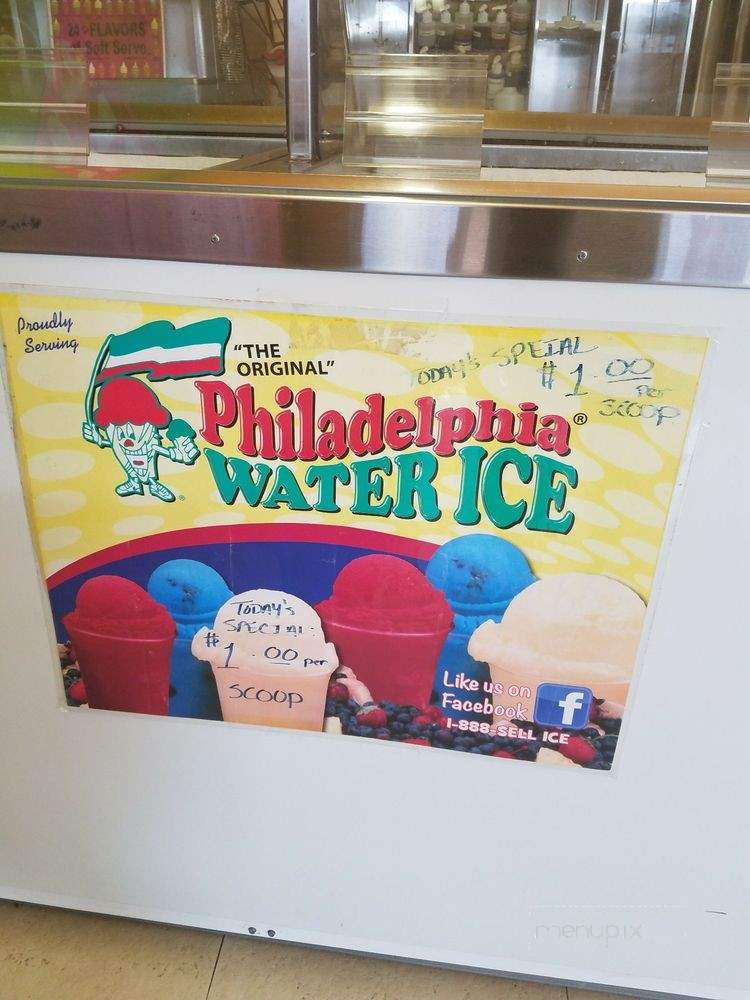 24-FLAVORS
Soft Serve
Proudly
Serving
"THE
ORIGINAL"
Philadelphia®
WATER ICE
TODAY'S SPEIAL
#1.00
Per
SCOOP
TODAY'S
SPECIAL
#1.00 per
SCOOP
Like us on
Facebook
f
1-888-SELL ICE
menupix